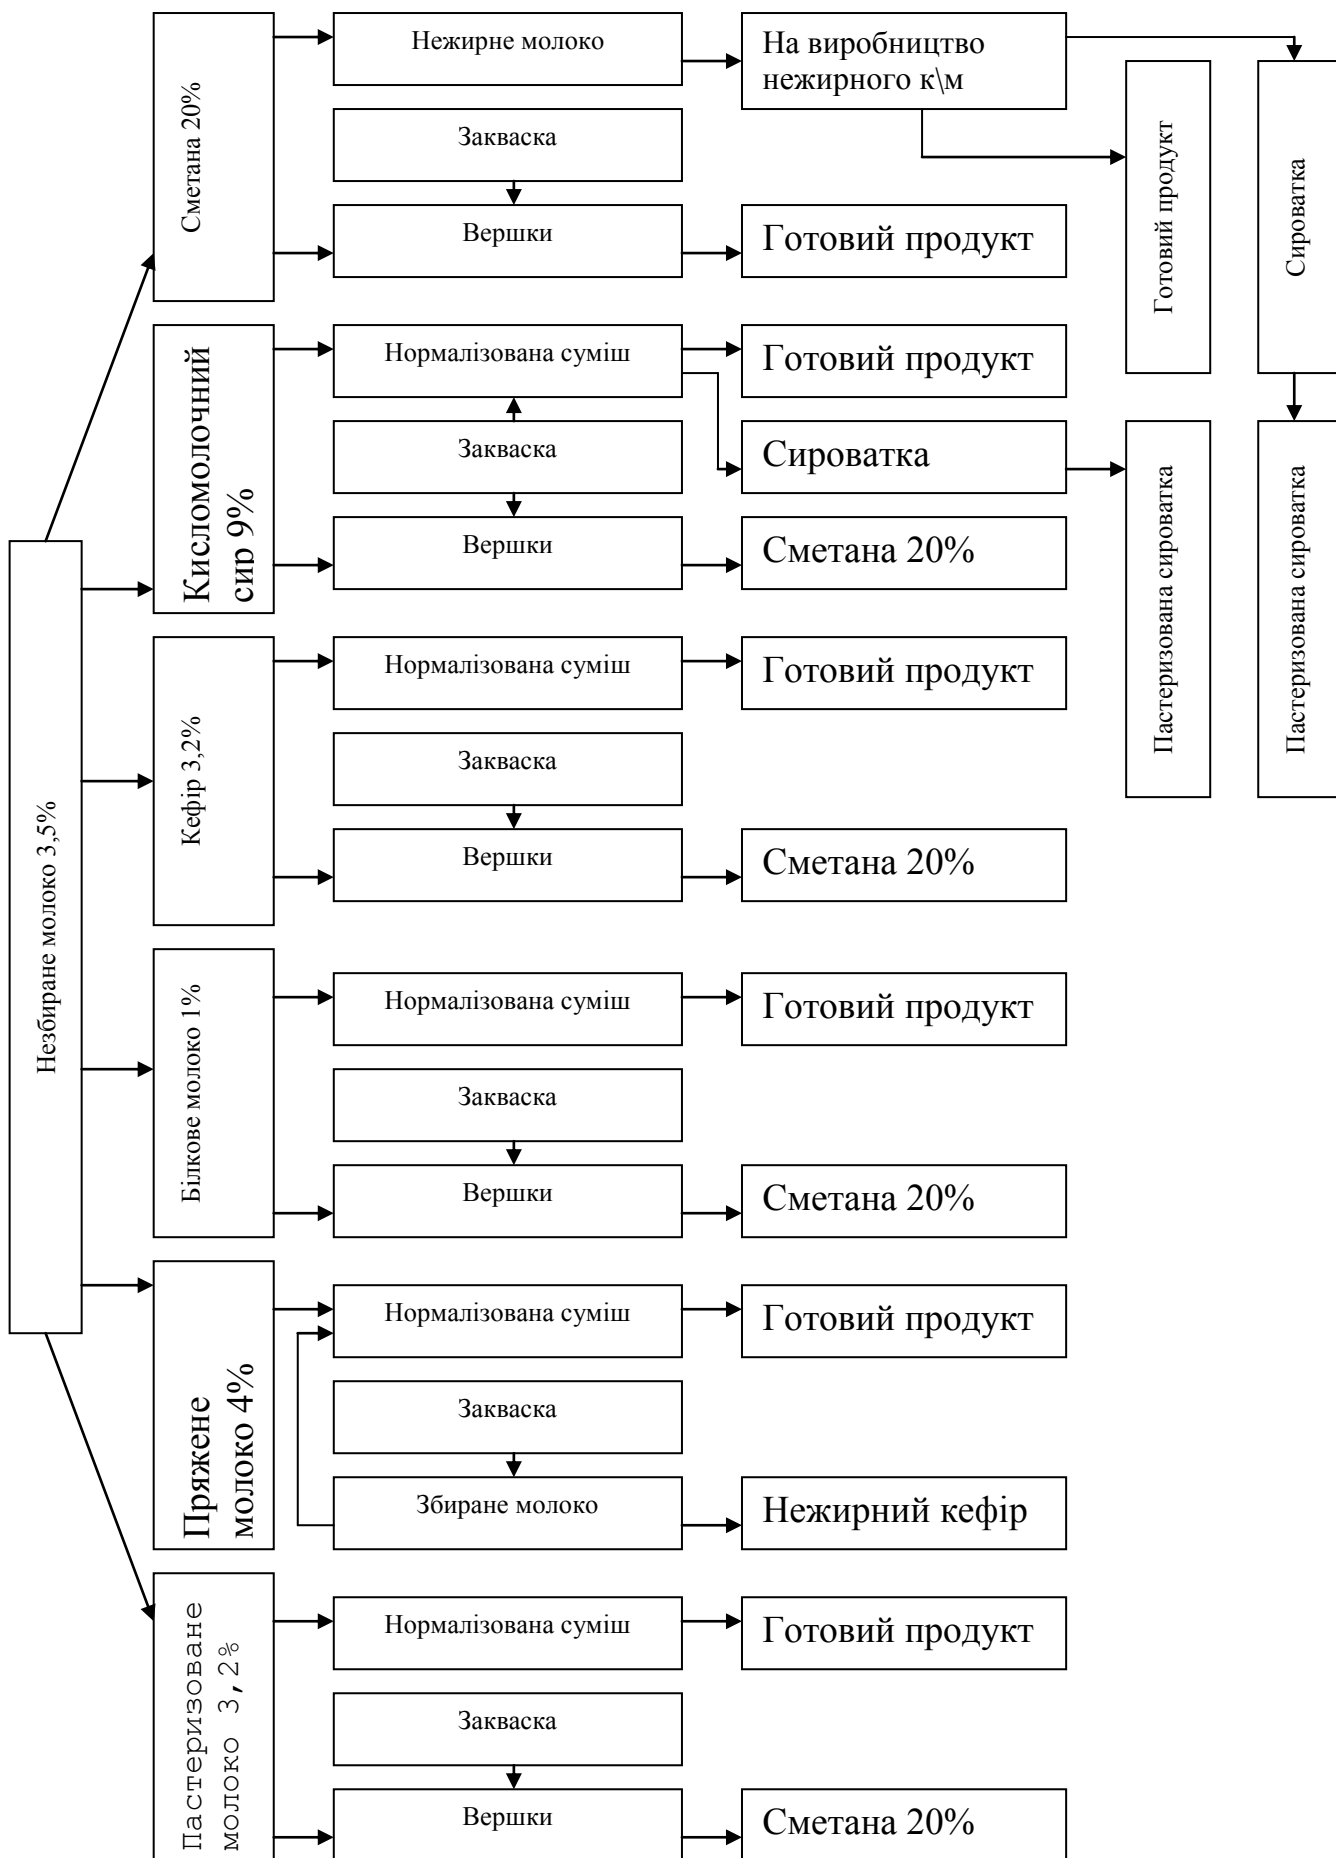 Незбиране молоко 3,5%
Сметана 20%
Нежирне молоко
На виробництво
нежирного к\м
Закваска
Вершки
Готовий продукт
Готовий продукт
Сироватка
Кисломолочний
сир 9%
Нормалізована суміш
Готовий продукт
Закваска
Сироватка
Вершки
Сметана 20%
Пастеризована сироватка
Пастеризована сироватка
Кефір 3,2%
Нормалізована суміш
Готовий продукт
Закваска
Вершки
Сметана 20%
Білкове молоко 1%
Нормалізована суміш
Готовий продукт
Закваска
Вершки
Сметана 20%
Пряжене
молоко 4%
Нормалізована суміш
Готовий продукт
Закваска
Збиране молоко
Нежирний кефір
Пастеризоване
молоко 3,2%
Нормалізована суміш
Готовий продукт
Закваска
Вершки
Сметана 20%